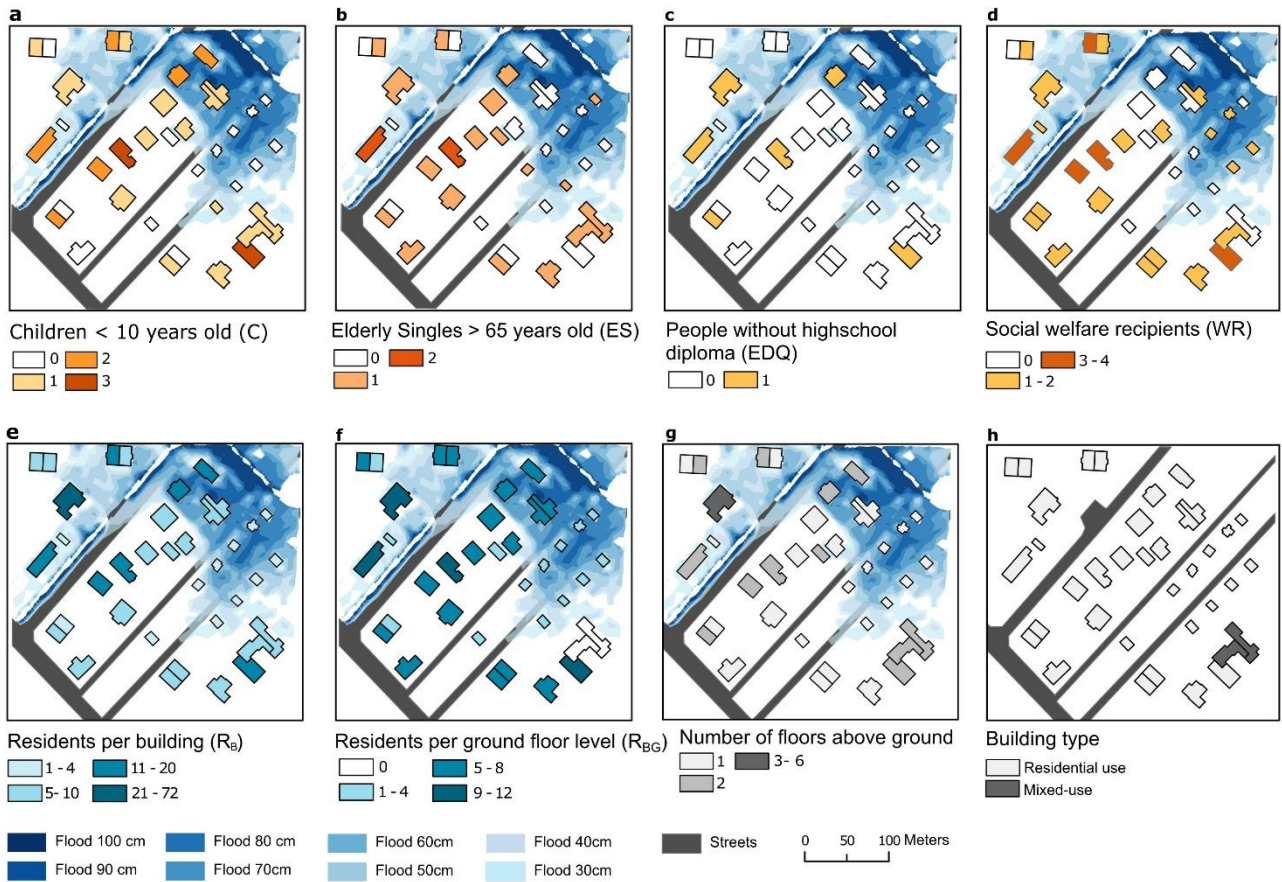 a b c d
Children < 10 years old (C)
0 2
1 3
Elderly Singles > 65 years old (ES)
0 2
1
People without highschool
diploma (EDQ)
0 1
Social welfare recipients (WR)
0 3 - 4
1 - 2
e f g h
Residents per building (RB)
1 - 4 11 - 20
5- 10 21 - 72
Residents per ground floor level (RBG)
0 5 - 8
1 - 4 9 - 12
Number of floors above ground
1 3- 6
2
Building type
Residential use
Mixed-use
Flood 100 cm Flood 80 cm Flood 60cm Flood 40cm Streets 0 50 100 Meters
Flood 90 cm Flood 70cm Flood 50cm Flood 30cm